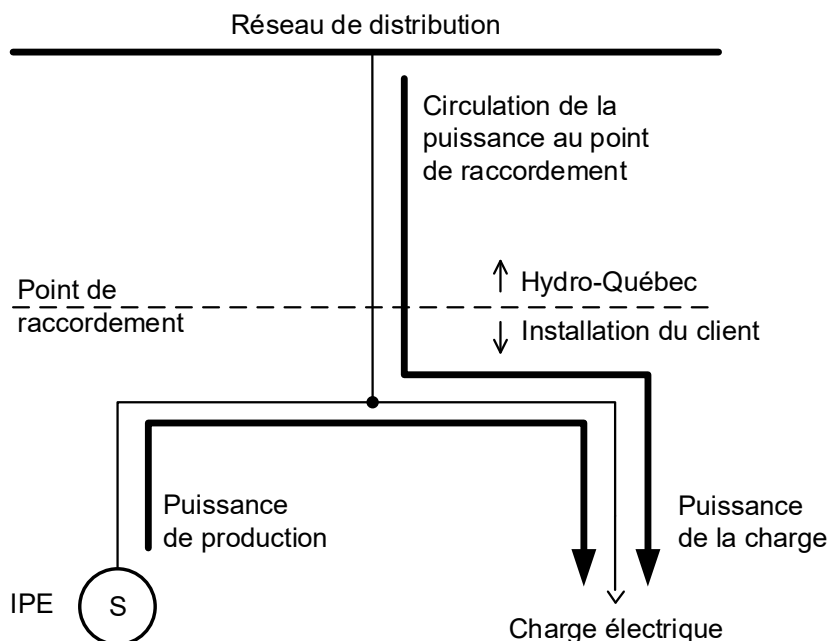 Réseau de distribution
Circulation de la
puissance au point
de raccordement
Point de
raccordement
Hydro-Québec
Installation du client
Puissance
de production
Puissance
de la charge
IPE
S
Charge électrique